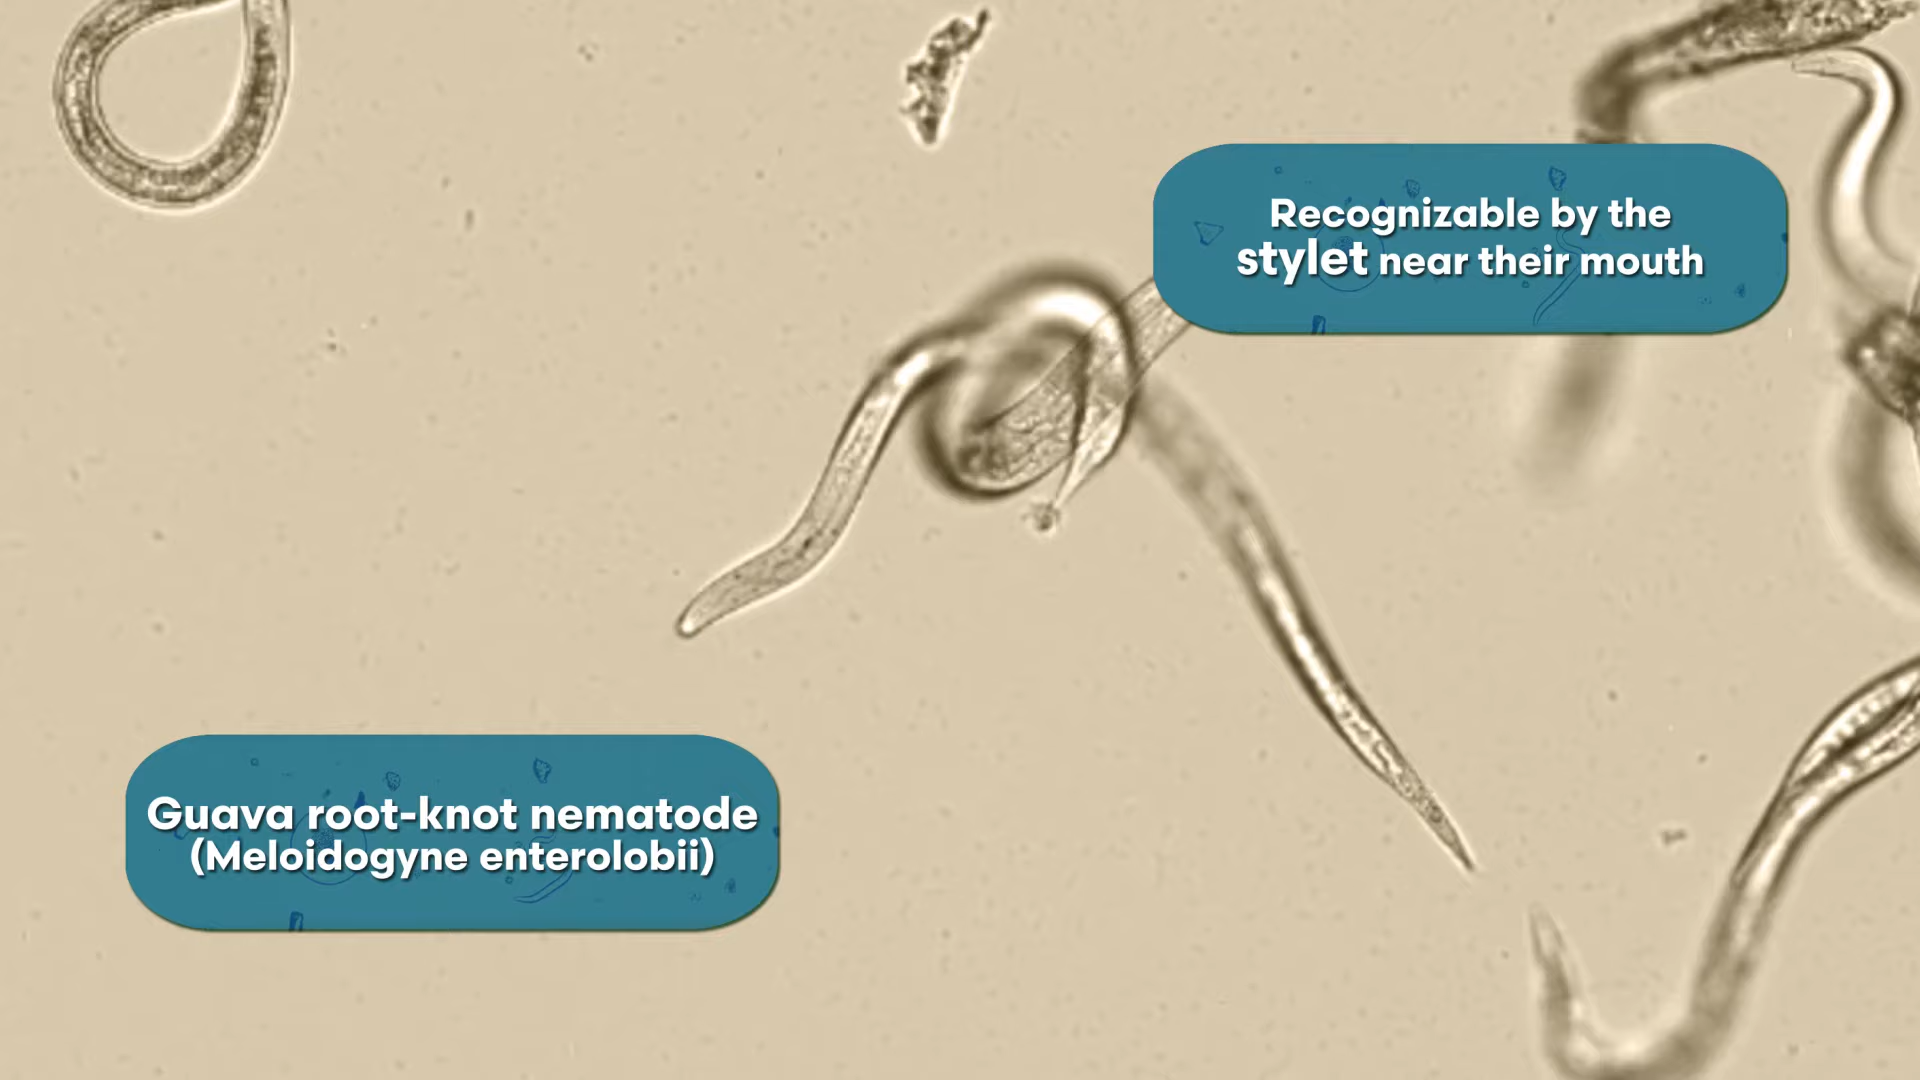 Recognizable by the
stylet near their mouth
Guava root-knot nematode
(Meloidogyne enterolobii)